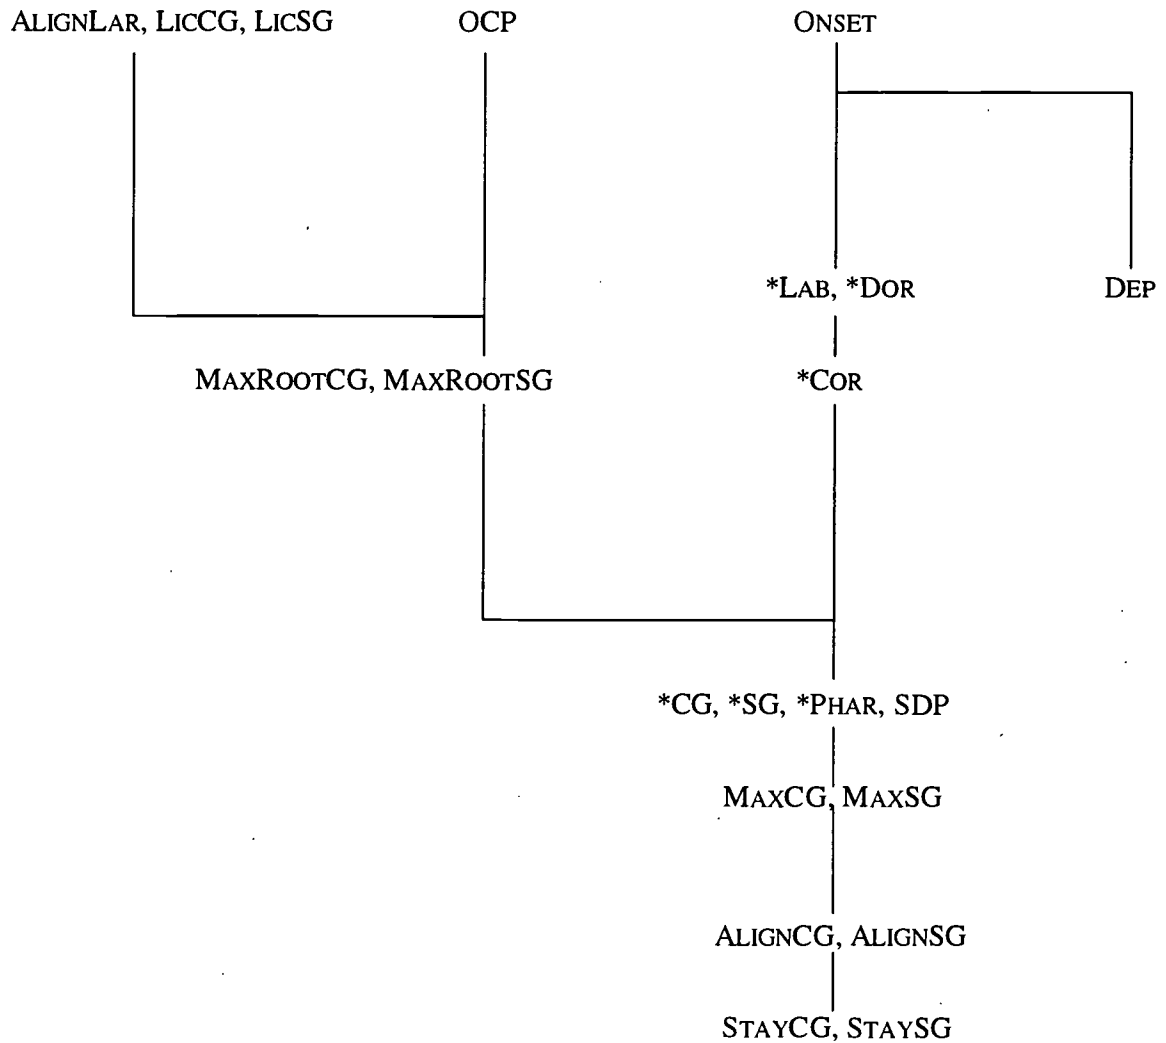 ALIGNLAR, LICCG, LICSG OCP ONSET
*LAB, *DOR DEP
MAXROOTCG, MAXROOTSG *COR
*CG, *SG, *PHAR, SDP
MAXCG, MAXSG
ALIGNCG, ALIGNSG
STAYCG, STAYSG